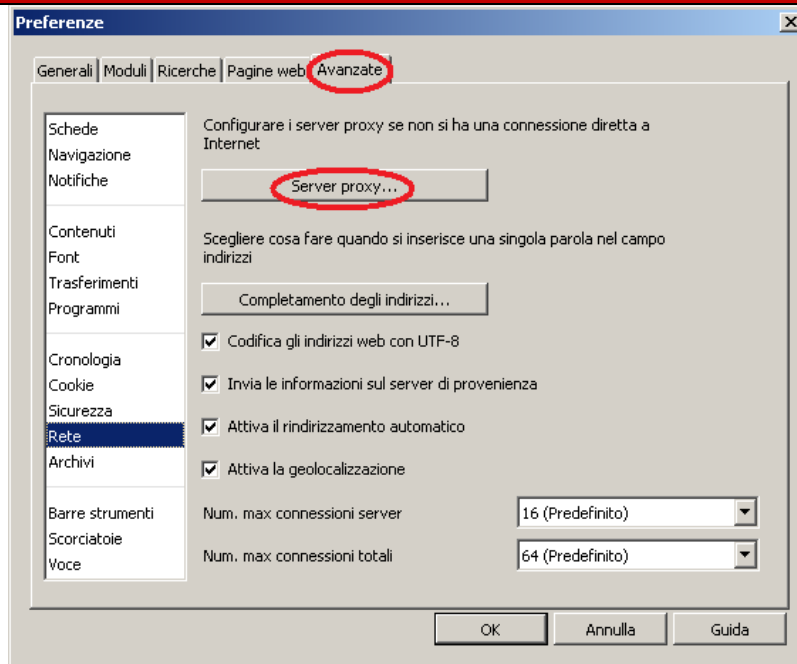 Preferenze
Generali Moduli Ricerche Pagine web Avanzate
Schede
Navigazione
Notifiche
Contenuti
Font
Trasferimenti
Programmi
Cronologia
Cookie
Sicurezza
Rete
Archivi
Barre strumenti
Scorciatoie
Voce
Configurare i server proxy se non si ha una connessione diretta a
Internet
Server proxy...
Scegliere cosa fare quando si inserisce una singola parola nel campo
indirizzi
Completamento degli indirizzi...
Codifica gli indirizzi web con UTF-8
Invia le informazioni sul server di provenienza
Attiva il rindirizzamento automatico
Attiva la geolocalizzazione
Num. max connessioni server 16 (Predefinito)
Num. max connessioni totali 64 (Predefinito)
OK Annulla Guida